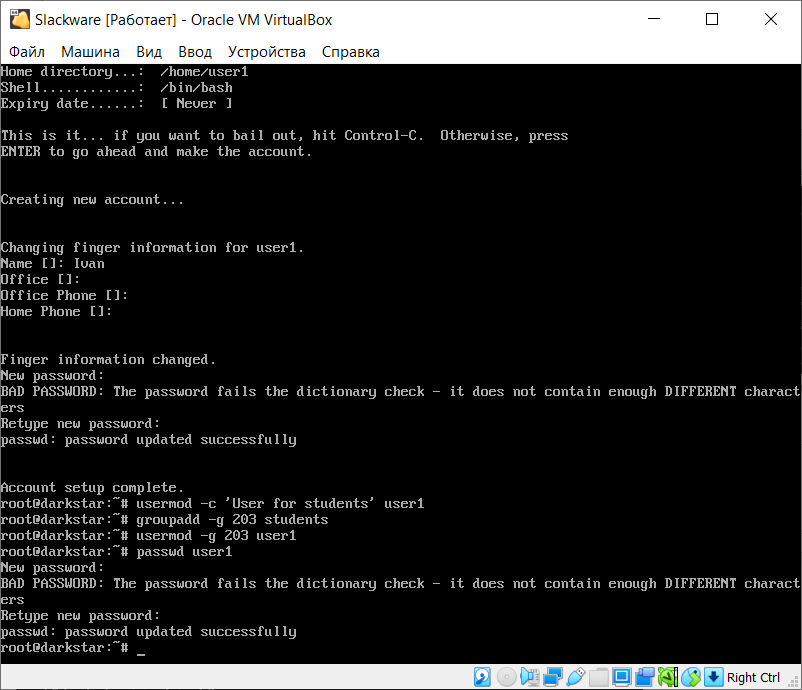 Slackware [Работает] - Oracle VM VirtualBox
Файл Машина Вид Ввод Устройства Справка
Home directory...:  /home/user1
Shell............:  /bin/bash
Expiry date......:  [ Never ]
This is it... if you want to bail out, hit Control-C.  Otherwise, press
ENTER to go ahead and make the account.
Creating new account...
Changing finger information for user1.
Name []: Ivan
Office []:
Office Phone []:
Home Phone []:
Finger information changed.
New password:
BAD PASSWORD: The password fails the dictionary check - it does not contain enough DIFFERENT charact
ers
Retype new password:
passwd: password updated successfully
Account setup complete.
root@darkstar:~# usermod -c 'User for students' user1
root@darkstar:~# groupadd -g 203 students
root@darkstar:~# usermod -g 203 user1
root@darkstar:~# passwd user1
New password:
BAD PASSWORD: The password fails the dictionary check - it does not contain enough DIFFERENT charact
ers
Retype new password:
passwd: password updated successfully
root@darkstar:~# _
Right Ctrl